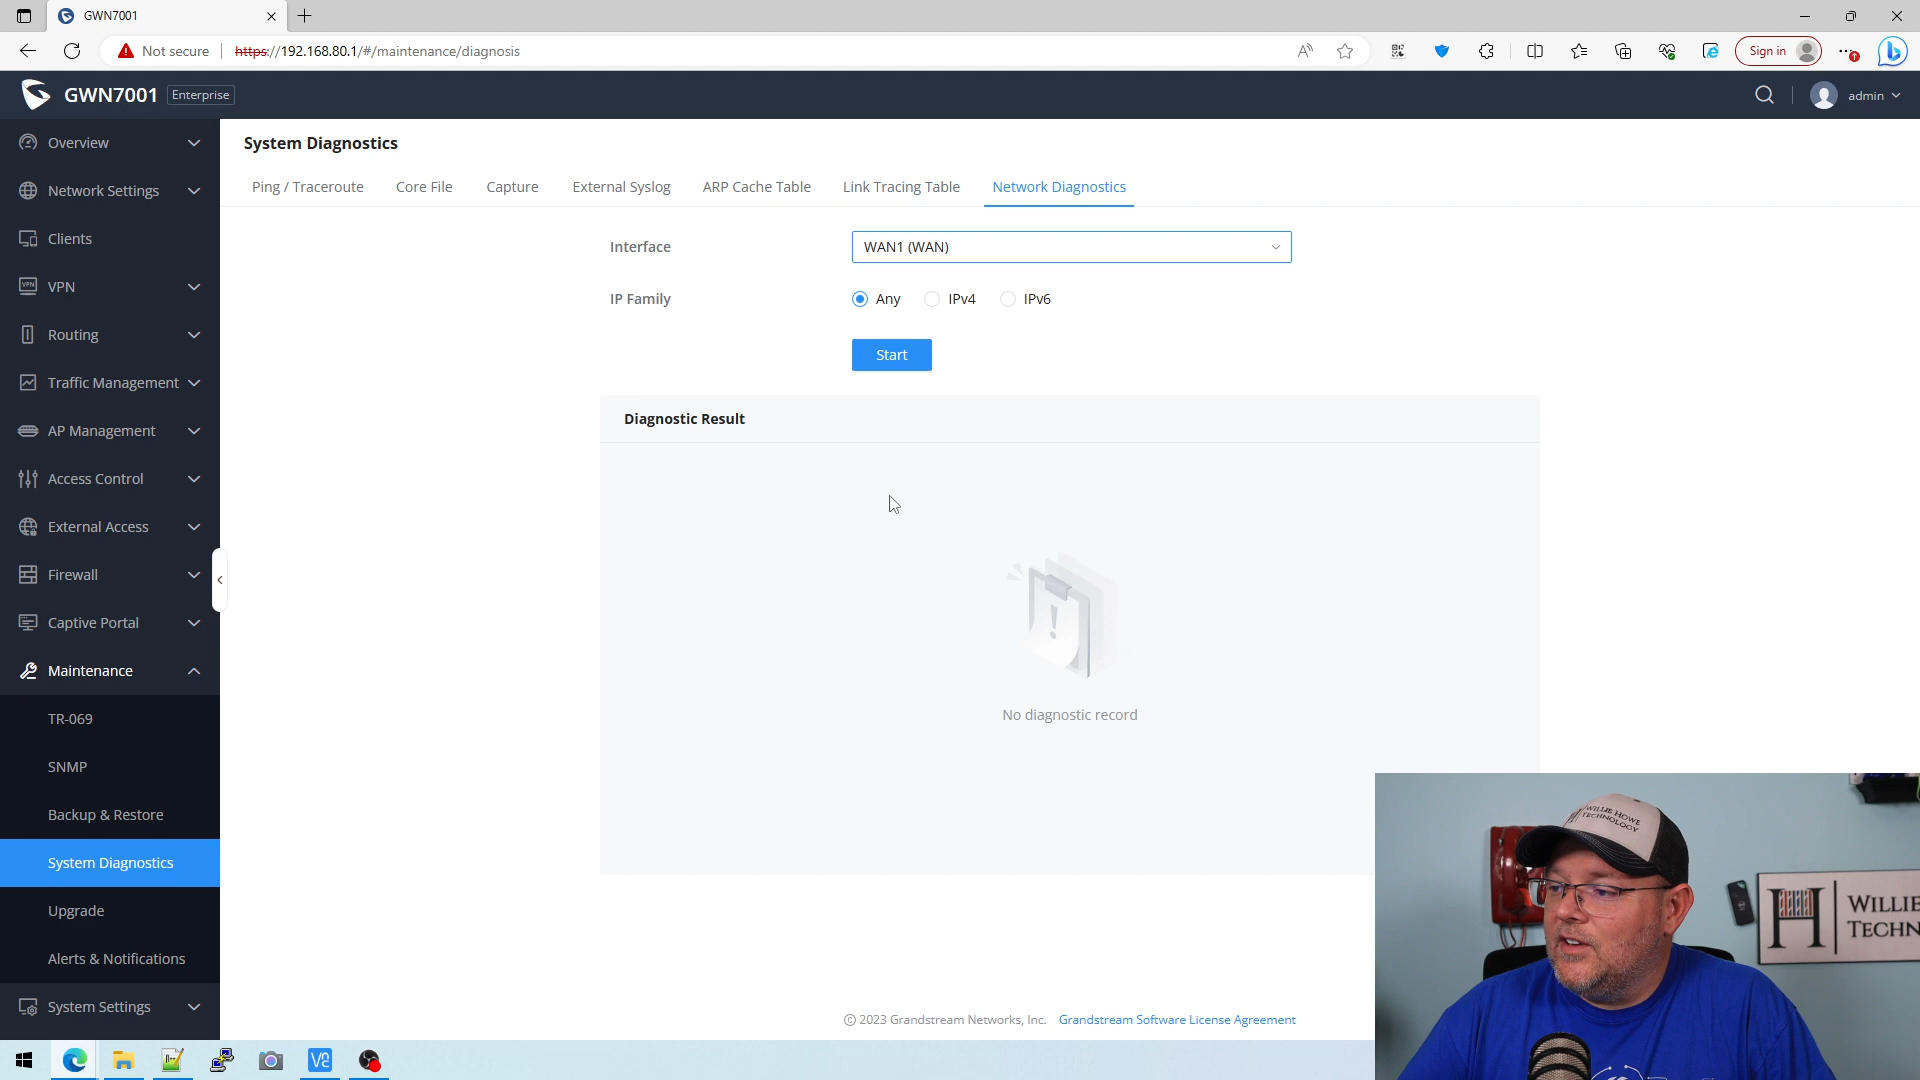 GWN7001
Not secure
https://192.168.80.1/#/maintenance/diagnosis
Sign in
GWN7001
Enterprise
admin
Overview
Network Settings
Clients
VPN
Routing
Traffic Management
AP Management
Access Control
External Access
Firewall
Captive Portal
Maintenance
TR-069
SNMP
Backup & Restore
System Diagnostics
Upgrade
Alerts & Notifications
System Settings
System Diagnostics
Ping / Traceroute
Core File
Capture
External Syslog
ARP Cache Table
Link Tracing Table
Network Diagnostics
Interface
WAN1 (WAN)
IP Family
Any
IPv4
IPv6
Start
Diagnostic Result
No diagnostic record
© 2023 Grandstream Networks, Inc.
Grandstream Software License Agreement
WILLIE HOWE
TECHNOLOGY
WILLIE
TECHN